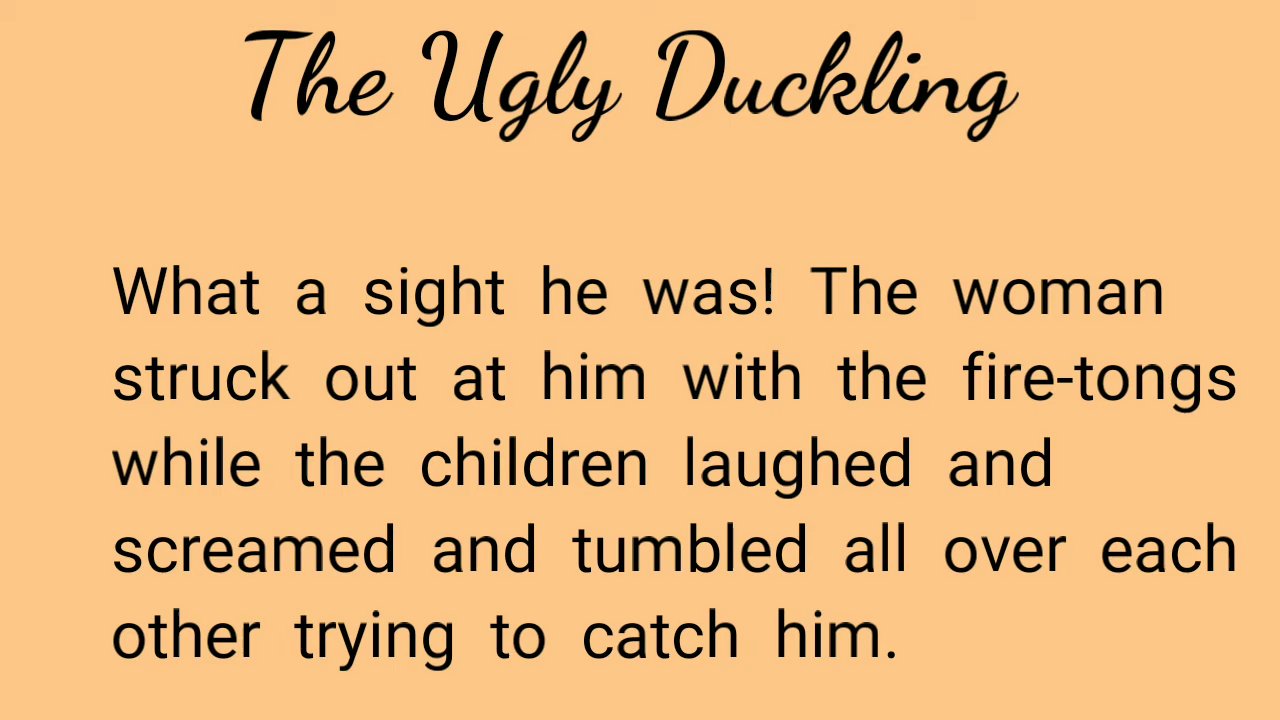 The Ugly Duckling
What a sight he was! The woman
struck out at him with the fire-tongs
while the children laughed and
screamed and tumbled all over each
other trying to catch him.